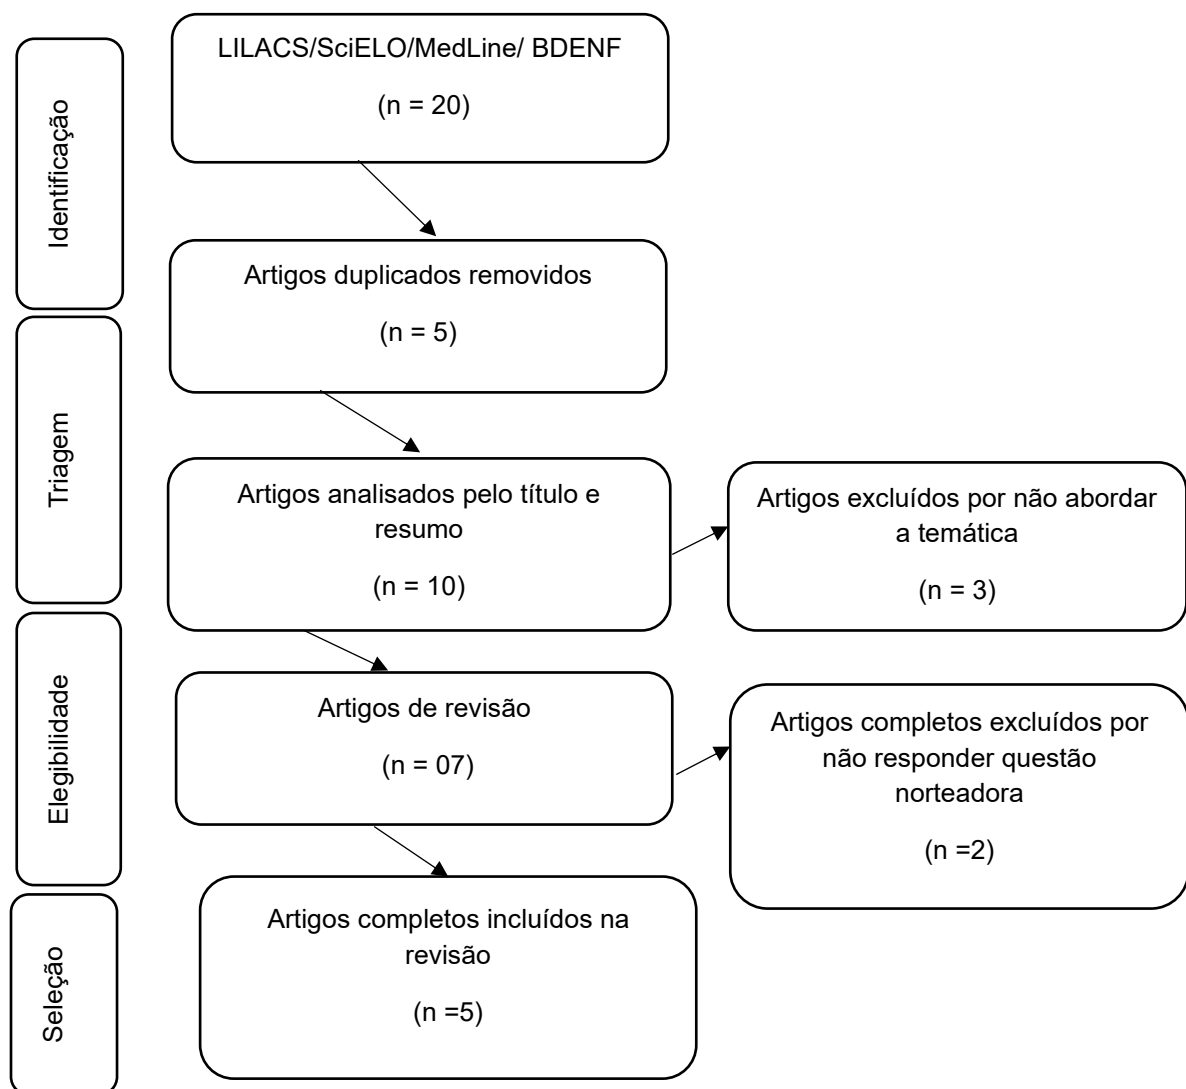 Identificação
LILACS/SciELO/MedLine/ BDENF
(n = 20)
Artigos duplicados removidos
(n = 5)
Triagem
Artigos analisados pelo título e
resumo
(n = 10)
Artigos excluídos por não abordar
a temática
(n = 3)
Elegibilidade
Artigos de revisão
(n = 07)
Artigos completos excluídos por
não responder questão
norteadora
(n =2)
Seleção
Artigos completos incluídos na
revisão
(n =5)